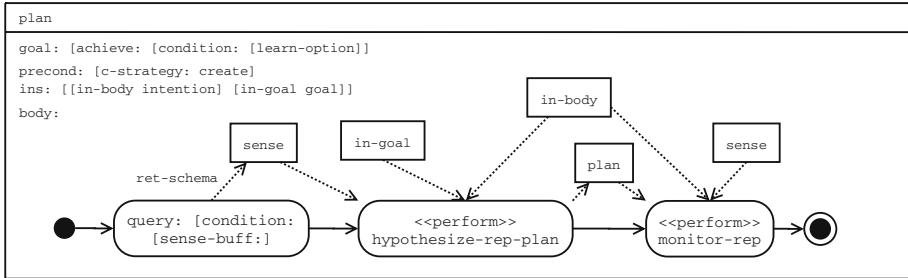 plan
goal: [achieve: [condition: [learn-option]]
precond: [c-strategy: create]
ins: [[in-body intention] [in-goal goal]]
body:
in-body
sense
in-goal
plan
sense
ret-schema
query: [condition:
[sense-buff:]
<<perform>>
hypothesize-rep-plan
<<perform>>
monitor-rep